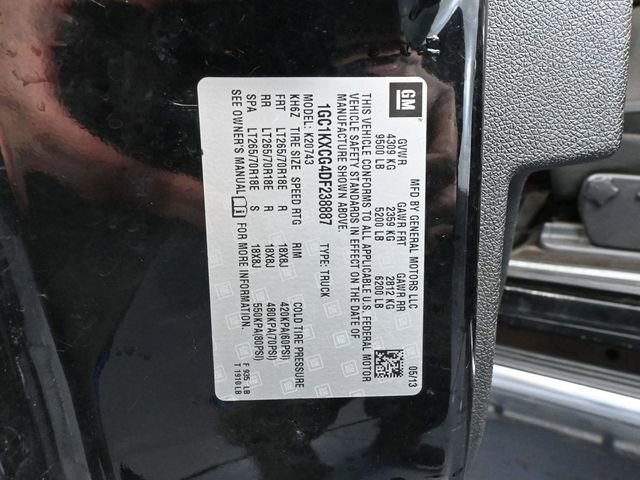 GM
MFD BY GENERAL MOTORS LLC 05/13
GVWR GAWR FRT GAWR RR
4309 KG 2359 KG 2812 KG
9500 LB 5200 LB 6200 LB
THIS VEHICLE CONFORMS TO ALL APPLICABLE U.S. FEDERAL MOTOR
VEHICLE SAFETY STANDARDS IN EFFECT ON THE DATE OF
MANUFACTURE SHOWN ABOVE.
1GC1KXCG4DF238887 TYPE: TRUCK
MODEL: K20743
KH6Z TIRE SIZE SPEED RTG RIM COLD TIRE PRESSURE
FRT LT265/70R18E R 18X8J 420KPA(60PSI)
RR LT265/70R18E R 18X8J 480KPA(70PSI)
SPA LT265/70R18E S 18X8J 550KPA(80PSI)
SEE OWNER'S MANUAL i FOR MORE INFORMATION.
F 935 -LB
T 1910 LB